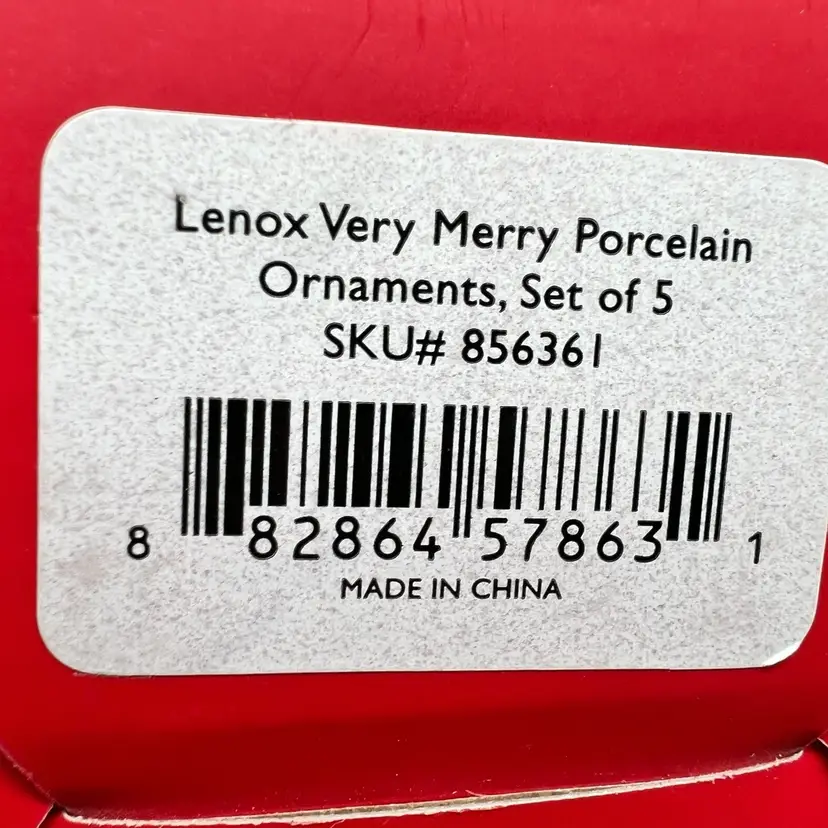 Lenox Very Merry Porcelain
Ornaments, Set of 5
SKU# 856361
8 82864 57863 1
MADE IN CHINA